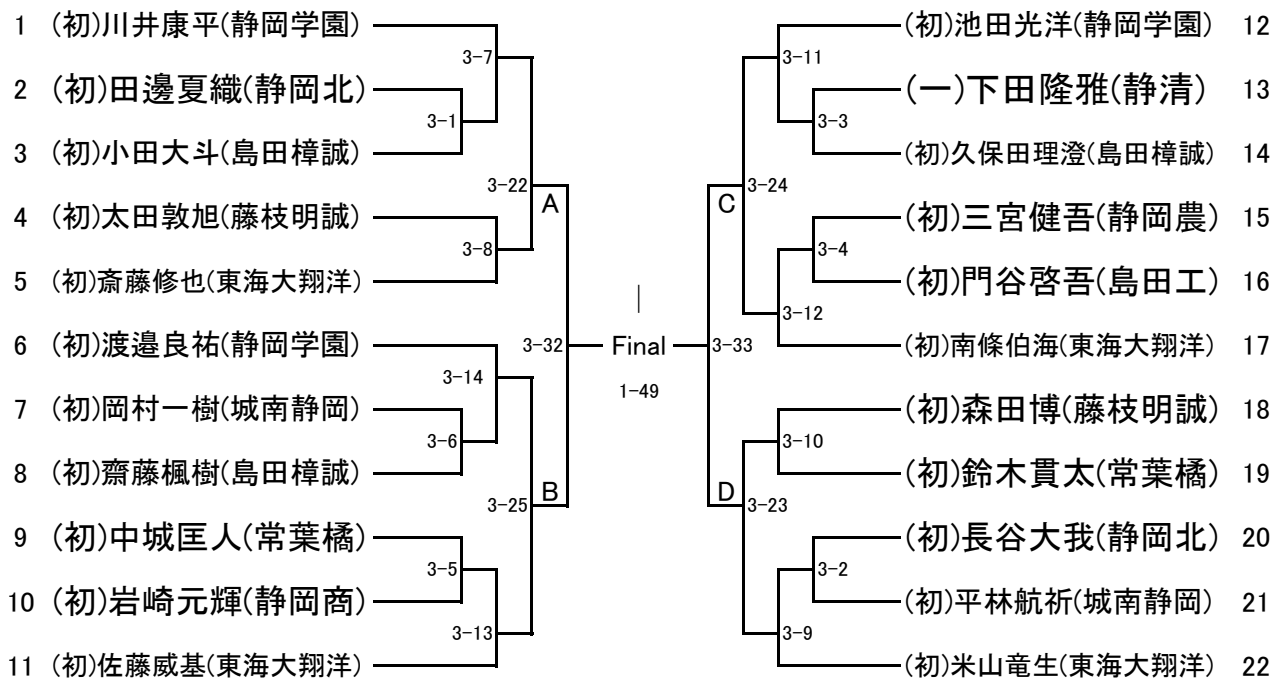 1 (初)川井康平(静岡学園)
3-7
2 (初)田邊夏織(静岡北)
3-1
3 (初)小田大斗(島田樟誠)
3-22
A
4 (初)太田敦旭(藤枝明誠)
3-8
5 (初)斎藤修也(東海大翔洋)
6 (初)渡邉良祐(静岡学園)
3-32
3-14
7 (初)岡村一樹(城南静岡)
3-6
8 (初)齋藤楓樹(島田樟誠)
3-25
B
9 (初)中城匡人(常葉橘)
3-5
10 (初)岩崎元輝(静岡商)
3-13
11 (初)佐藤威基(東海大翔洋)
|
Final
1-49
(初)池田光洋(静岡学園) 12
3-11
(一)下田隆雅(静清) 13
3-3
(初)久保田理澄(島田樟誠) 14
C
3-24
(初)三宮健吾(静岡農) 15
3-4
(初)門谷啓吾(島田工) 16
3-12
(初)南條伯海(東海大翔洋) 17
3-33
(初)森田博(藤枝明誠) 18
3-10
(初)鈴木貫太(常葉橘) 19
D
3-23
(初)長谷大我(静岡北) 20
3-2
(初)平林航祈(城南静岡) 21
3-9
(初)米山竜生(東海大翔洋) 22